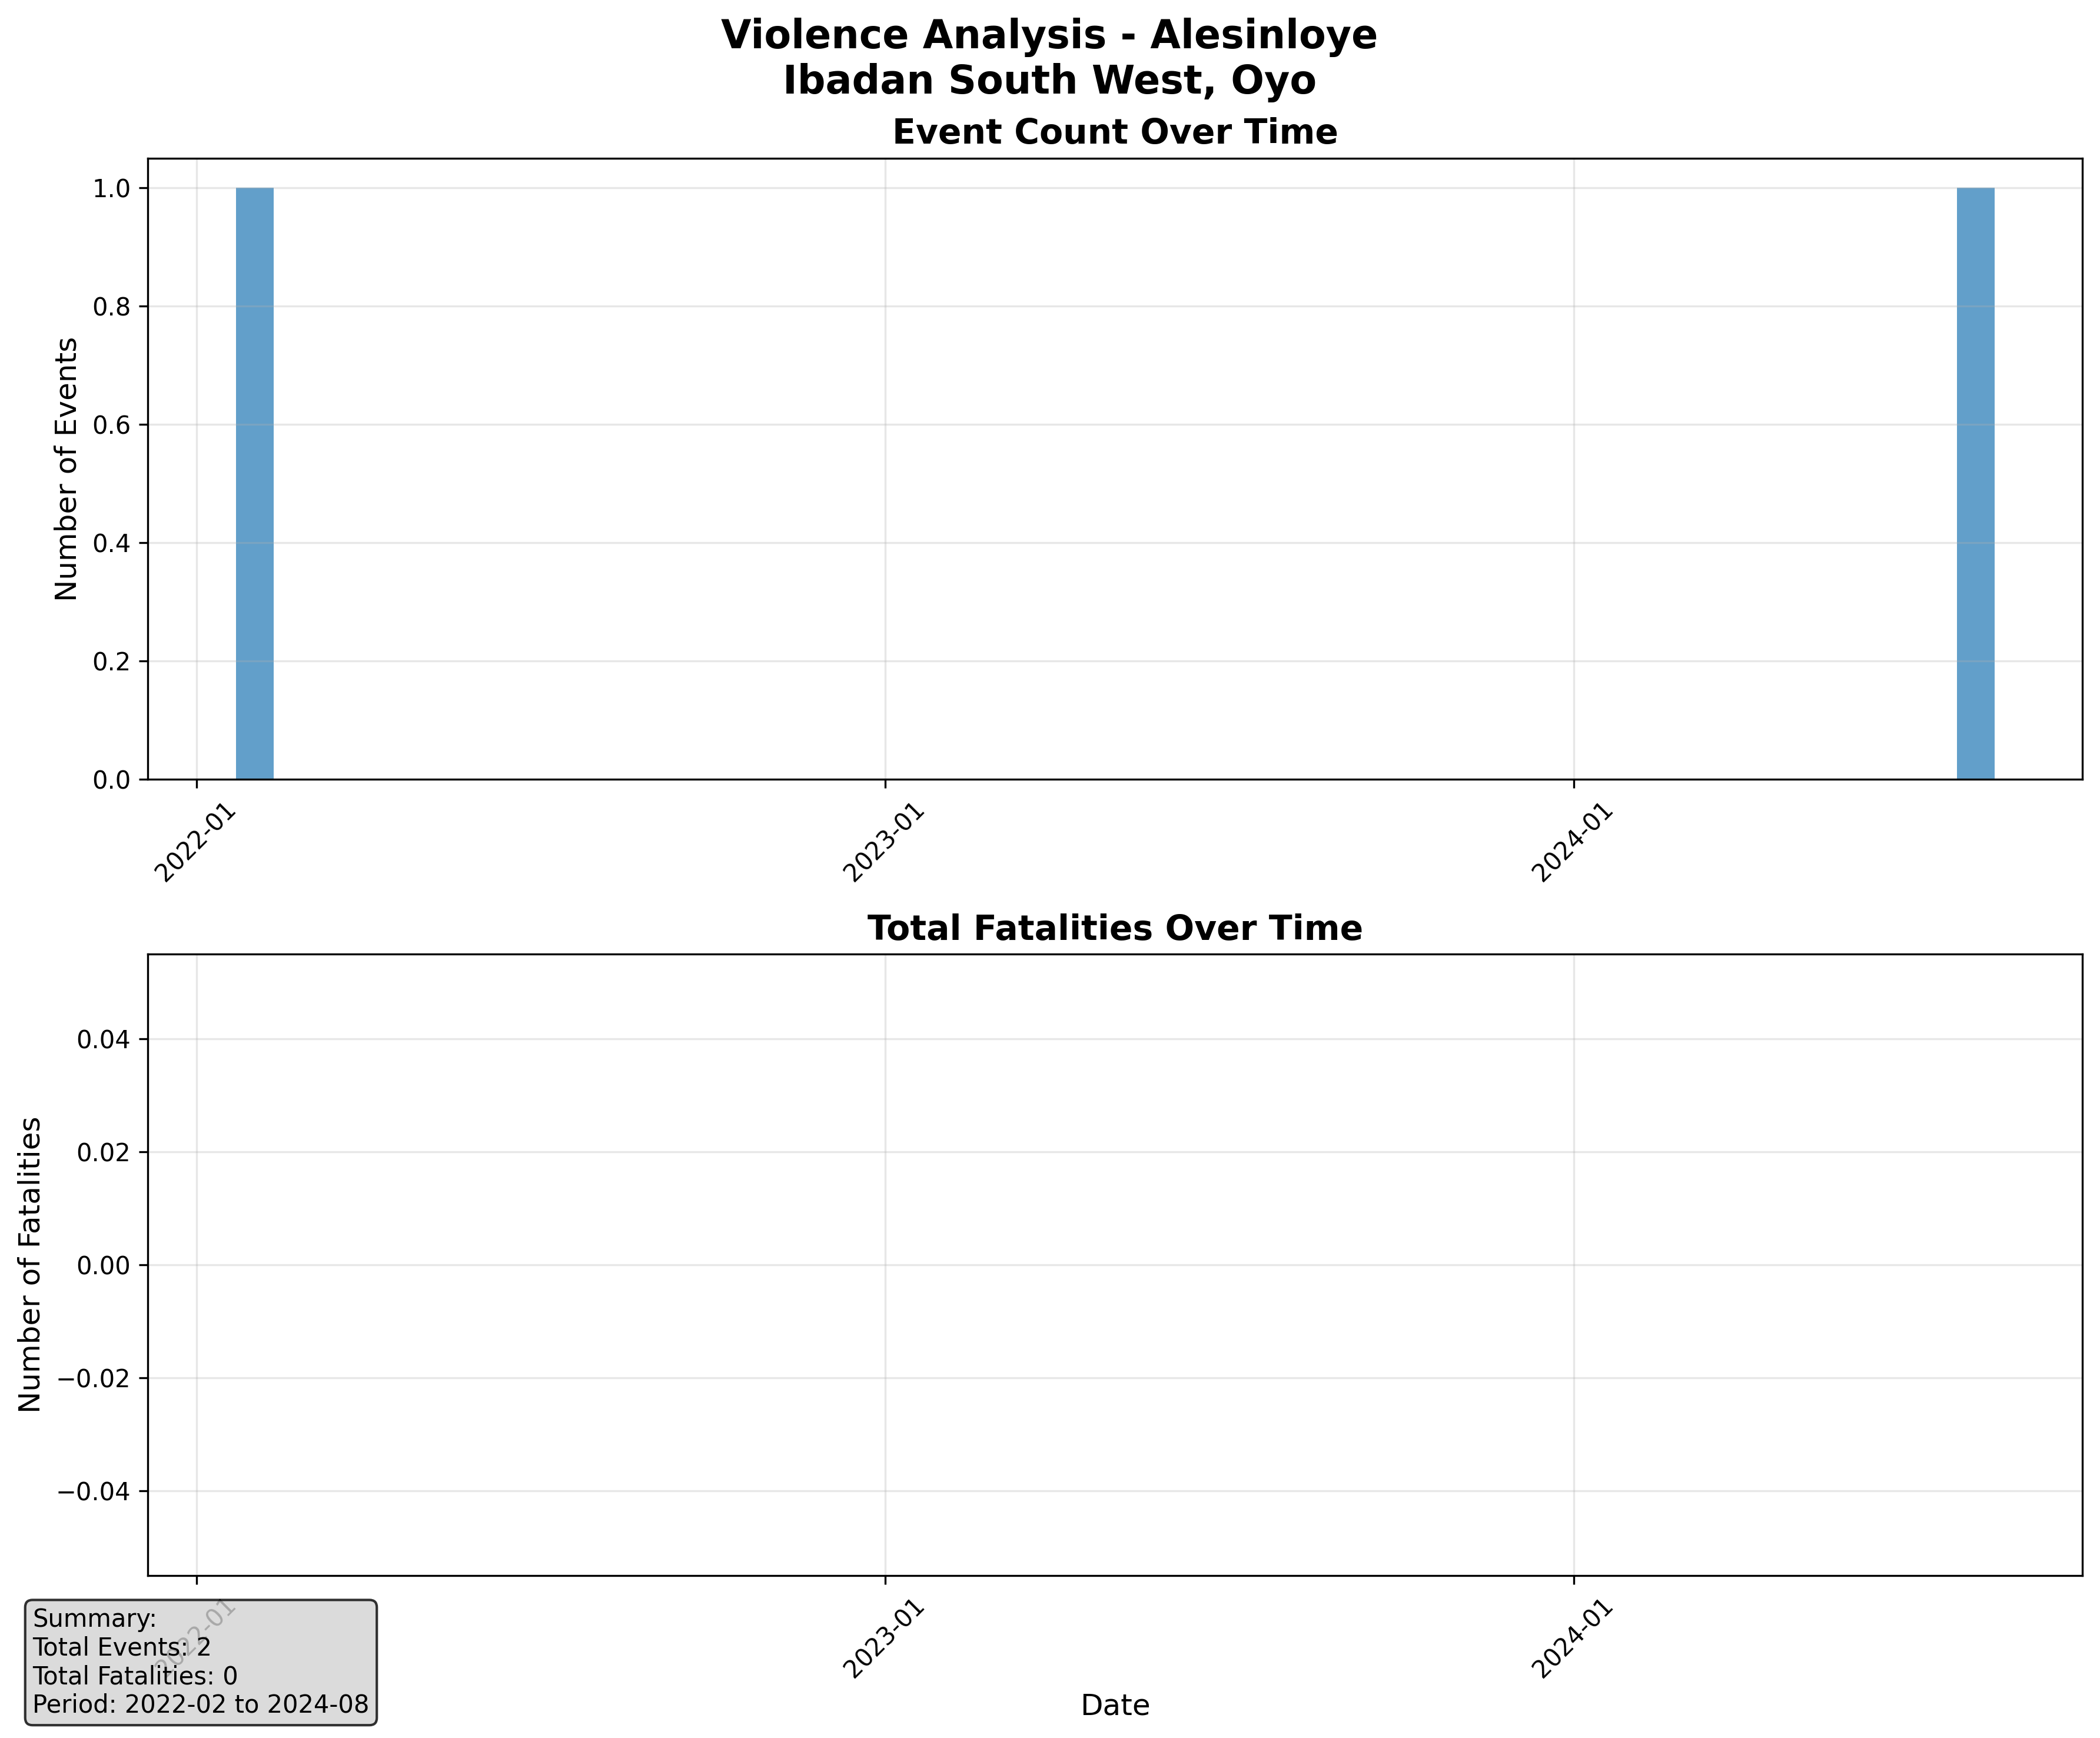 Violence Analysis - Alesinloye
Ibadan South West, Oyo
Event Count Over Time
Number of Events
1.0
0.8
0.6
0.4
0.2
0.0
2022-01
2023-01
2024-01
Total Fatalities Over Time
Number of Fatalities
0.04
0.02
0.00
−0.02
−0.04
2022-01
2023-01
2024-01
Date
Summary:
Total Events: 2
Total Fatalities: 0
Period: 2022-02 to 2024-08